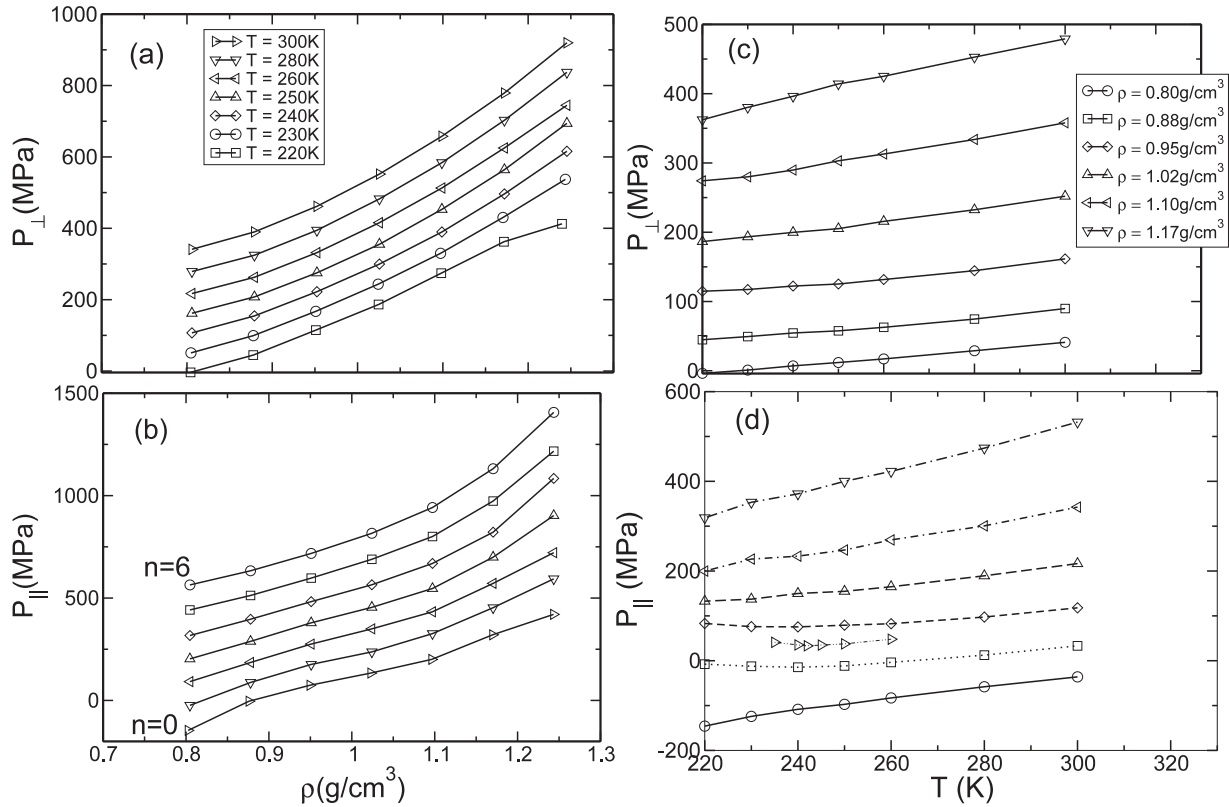 (a)
T = 300K
T = 280K
T = 260K
T = 250K
T = 240K
T = 230K
T = 220K
1000
800
600
400
200
0
P⊥(MPa)
(c)
500
400
300
200
100
0
P⊥(MPa)
ρ = 0.80g/cm³
ρ = 0.88g/cm³
ρ = 0.95g/cm³
ρ = 1.02g/cm³
ρ = 1.10g/cm³
ρ = 1.17g/cm³
(b)
1500
1000
500
0
P||(MPa)
n=6
n=0
0.7 0.8 0.9 1 1.1 1.2 1.3
ρ(g/cm³)
(d)
600
400
200
0
-200
P|| (MPa)
220 240 260 280 300 320
T (K)